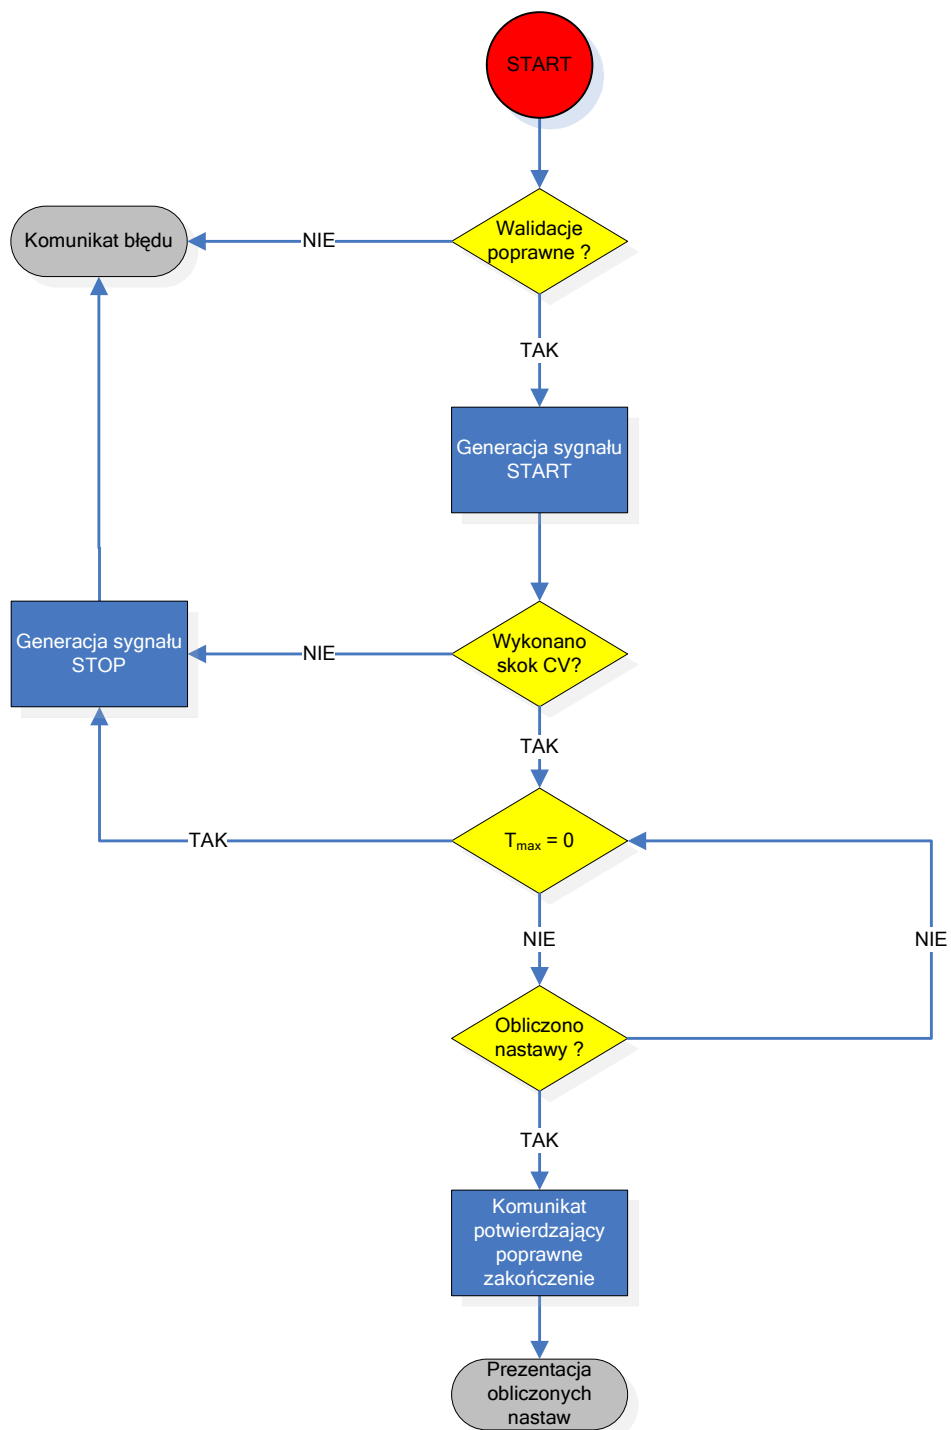 START
Walidacje
poprawne ?
NIE
Komunikat błędu
TAK
Generacja sygnału
START
Wykonano
skok CV?
NIE
Generacja sygnału
STOP
TAK
Tmax = 0
TAK
NIE
Obliczono
nastawy ?
NIE
TAK
Komunikat
potwierdzający
poprawne
zakończenie
Prezentacja
obliczonych
nastaw